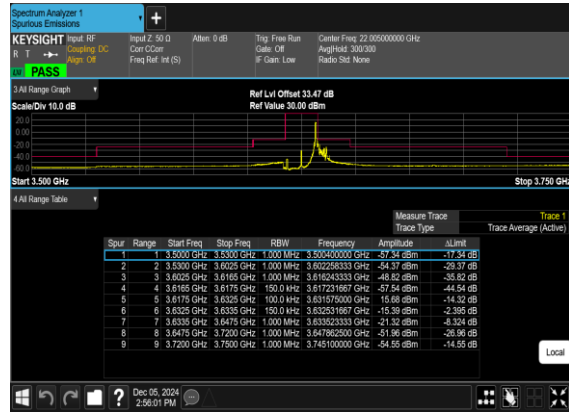 Spectrum Analyzer 1
Spurious Emissions
KEYSIGHT Input: RF Input Z: 50 Ω Atten: 0 dB Trig: Free Run Center Freq: 22.005000000 GHz
R T Coupling: DC Corr CCorr Gate: Off Avg|Hold: 300/300
Align: Off Freq Ref: Int (S) IF Gain: Low Radio Std: None
PASS
3 All Range Graph
Ref Lvl Offset 33.47 dB
Scale/Div 10.0 dB Ref Value 30.00 dBm
20.0
0.00
-20.0
-40.0
-60.0
Start 3.500 GHz Stop 3.750 GHz
4 All Range Table
Measure Trace Trace 1
Trace Type Trace Average (Active)
Spur Range Start Freq Stop Freq RBW Frequency Amplitude ΔLimit
1 1 3.5000 GHz 3.5300 GHz 1.000 MHz 3.500400000 GHz -57.34 dBm -17.34 dB
2 2 3.5300 GHz 3.6025 GHz 1.000 MHz 3.602258333 GHz -54.37 dBm -29.37 dB
3 3 3.6025 GHz 3.6165 GHz 1.000 MHz 3.616243333 GHz -48.82 dBm -35.82 dB
4 4 3.6165 GHz 3.6175 GHz 150.0 kHz 3.617231667 GHz -57.54 dBm -44.54 dB
5 5 3.6175 GHz 3.6325 GHz 100.0 kHz 3.631575000 GHz 15.68 dBm -14.32 dB
6 6 3.6325 GHz 3.6335 GHz 150.0 kHz 3.632531667 GHz -15.39 dBm -2.395 dB
7 7 3.6335 GHz 3.6475 GHz 1.000 MHz 3.633523333 GHz -21.32 dBm -8.324 dB
8 8 3.6475 GHz 3.7200 GHz 1.000 MHz 3.647862500 GHz -51.96 dBm -26.96 dB
9 9 3.7200 GHz 3.7500 GHz 1.000 MHz 3.745100000 GHz -54.55 dBm -14.55 dB
Local
? Dec 05, 2024
2:56:01 PM